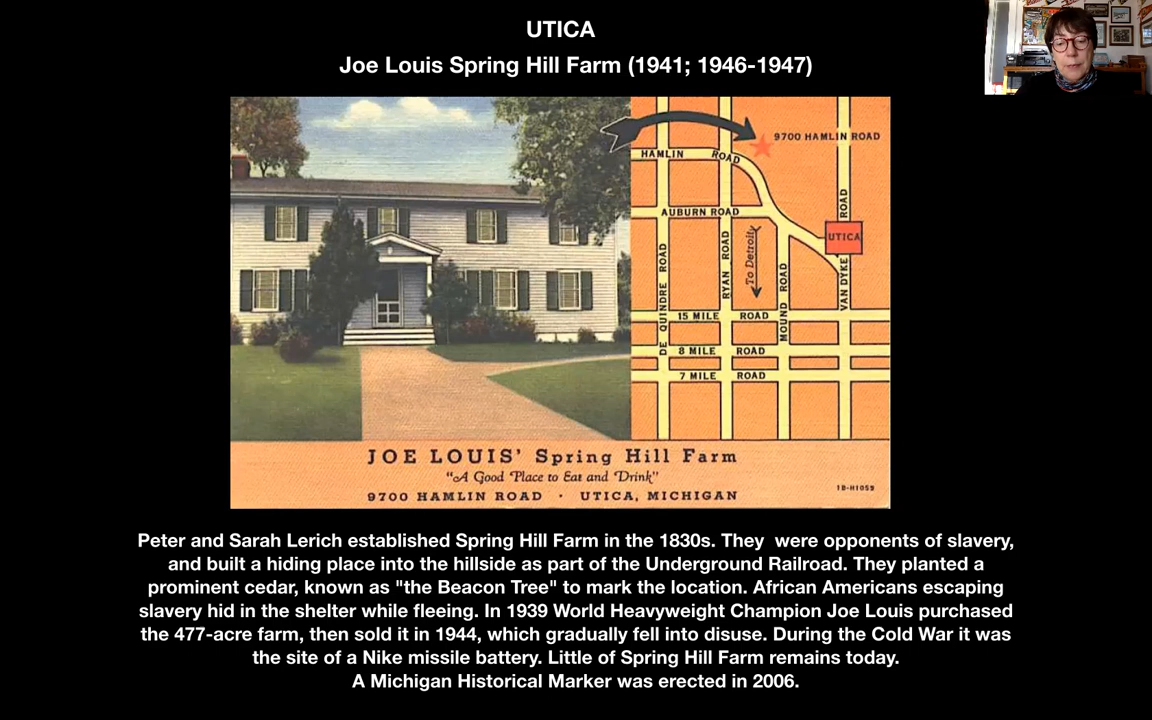 UTICA
Joe Louis Spring Hill Farm (1941; 1946-1947)
9700 HAMLIN ROAD
HAMLIN ROAD
AUBURN ROAD
UTICA
ROAD
VAN DYKE
DE QUINDRE ROAD
RYAN ROAD
To Detroit
MOUND ROAD
15 MILE ROAD
8 MILE ROAD
7 MILE ROAD
JOE LOUIS' Spring Hill Farm
"A Good Place to Eat and Drink"
9700 HAMLIN ROAD · UTICA, MICHIGAN
1B-H1059
Peter and Sarah Lerich established Spring Hill Farm in the 1830s. They were opponents of slavery,
and built a hiding place into the hillside as part of the Underground Railroad. They planted a
prominent cedar, known as "the Beacon Tree" to mark the location. African Americans escaping
slavery hid in the shelter while fleeing. In 1939 World Heavyweight Champion Joe Louis purchased
the 477-acre farm, then sold it in 1944, which gradually fell into disuse. During the Cold War it was
the site of a Nike missile battery. Little of Spring Hill Farm remains today.
A Michigan Historical Marker was erected in 2006.